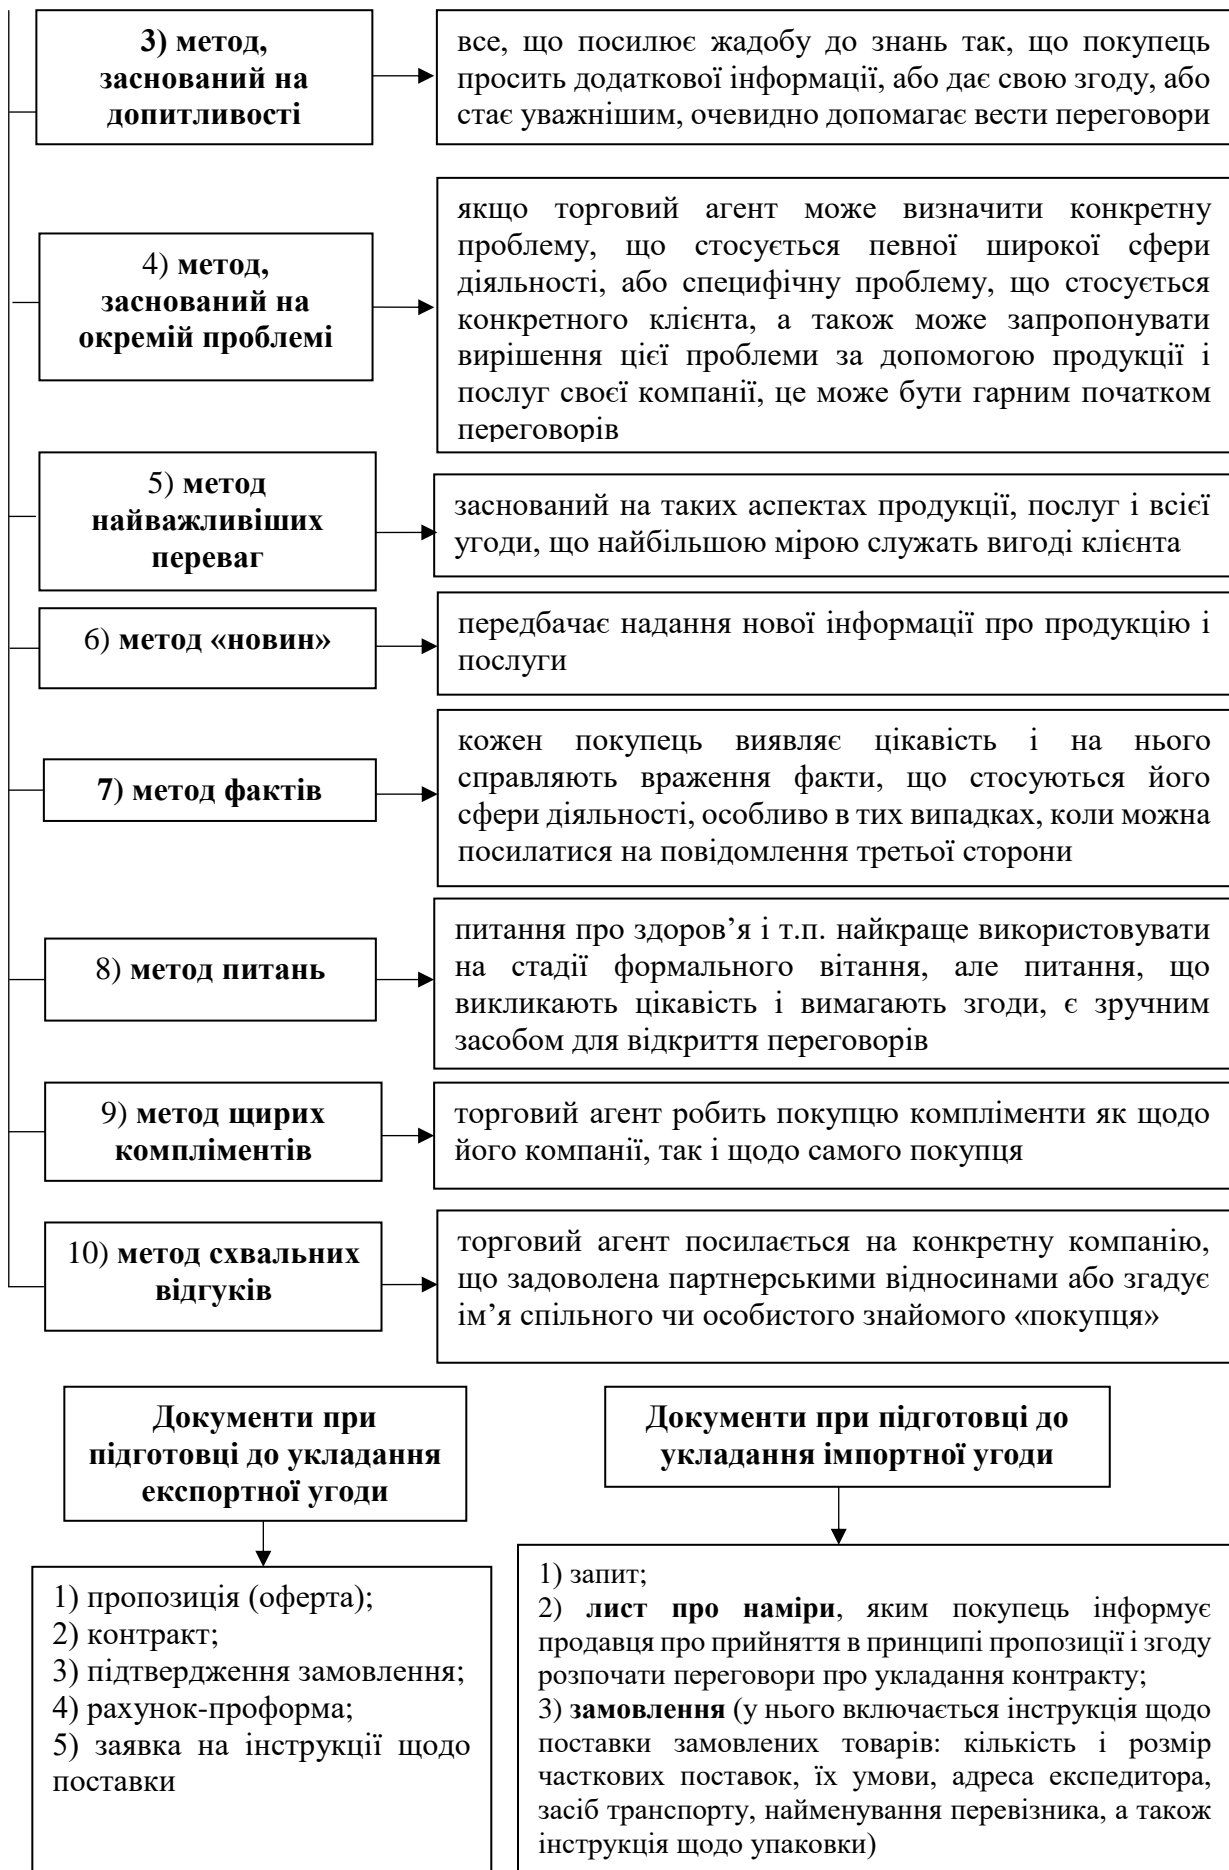 3) метод,
заснований на
допитливості
все, що посилює жадобу до знань так, що покупець
просить додаткової інформації, або дає свою згоду, або
стає уважнішим, очевидно допомагає вести переговори
4) метод,
заснований на
окремій проблемі
якщо торговий агент може визначити конкретну
проблему, що стосується певної широкої сфери
діяльності, або специфічну проблему, що стосується
конкретного клієнта, а також може запропонувати
вирішення цієї проблеми за допомогою продукції і
послуг своєї компанії, це може бути гарним початком
переговорів
5) метод
найважливіших
переваг
заснований на таких аспектах продукції, послуг і всієї
угоди, що найбільшою мірою служать вигоді клієнта
6) метод «новин»
передбачає надання нової інформації про продукцію і
послуги
7) метод фактів
кожен покупець виявляє цікавість і на нього
справляють враження факти, що стосуються його
сфери діяльності, особливо в тих випадках, коли можна
посилатися на повідомлення третьої сторони
8) метод питань
питання про здоров’я і т.п. найкраще використовувати
на стадії формального вітання, але питання, що
викликають цікавість і вимагають згоди, є зручним
засобом для відкриття переговорів
9) метод щирих
компліментів
торговий агент робить покупцю компліменти як щодо
його компанії, так і щодо самого покупця
10) метод схвальних
відгуків
торговий агент посилається на конкретну компанію,
що задоволена партнерськими відносинами або згадує
ім’я спільного чи особистого знайомого «покупця»
Документи при
підготовці до укладання
експортної угоди
1) пропозиція (оферта);
2) контракт;
3) підтвердження замовлення;
4) рахунок-проформа;
5) заявка на інструкції щодо
поставки
Документи при підготовці до
укладання імпортної угоди
1) запит;
2) лист про наміри, яким покупець інформує
продавця про прийняття в принципі пропозиції і згоду
розпочати переговори про укладання контракту;
3) замовлення (у нього включається інструкція щодо
поставки замовлених товарів: кількість і розмір
часткових поставок, їх умови, адреса експедитора,
засіб транспорту, найменування перевізника, а також
інструкція щодо упаковки)